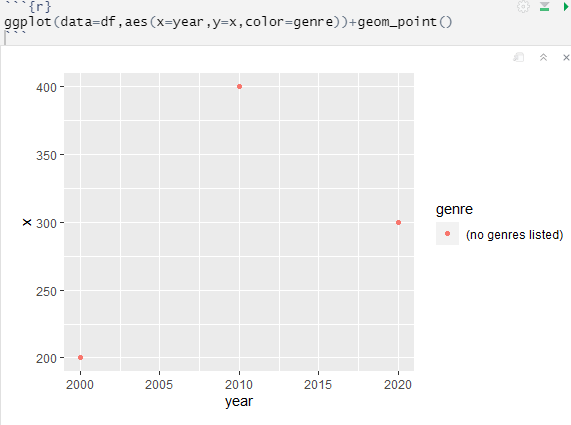 ```{r}
ggplot(data=df,aes(x=year,y=x,color=genre))+geom_point()
```
400
350
300
250
200
x
2000 2005 2010 2015 2020
year
genre
(no genres listed)